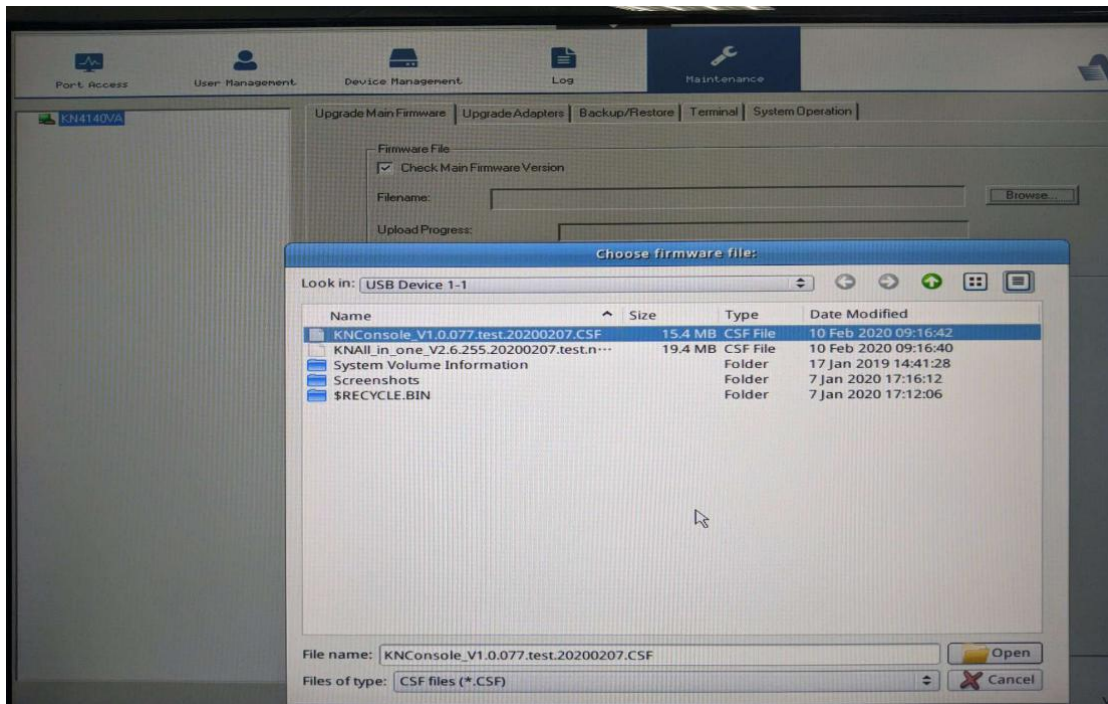 Port Access User Management Device Management Log Maintenance
KN4140VA
Upgrade Main Firmware Upgrade Adapters Backup/Restore Terminal System Operation
Firmware File
Check Main Firmware Version
Filename: Browse...
Upload Progress:
Choose firmware file:
Look in: USB Device 1-1
Name Size Type Date Modified
KNConsole_V1.0.077.test.20200207.CSF 15.4 MB CSF File 10 Feb 2020 09:16:42
KNAll_in_one_V2.6.255.20200207.test.n··· 19.4 MB CSF File 10 Feb 2020 09:16:40
System Volume Information Folder 17 Jan 2019 14:41:28
Screenshots Folder 7 Jan 2020 17:16:12
$RECYCLE.BIN Folder 7 Jan 2020 17:12:06
File name: KNConsole_V1.0.077.test.20200207.CSF Open
Files of type: CSF files (*.CSF) Cancel